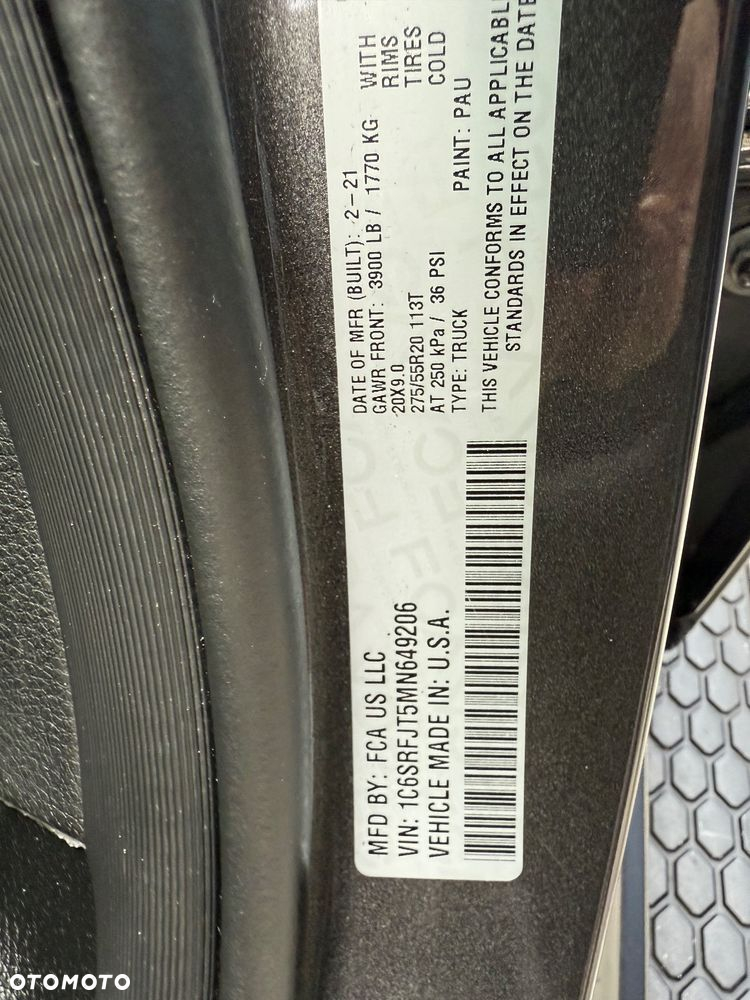 MFD BY: FCA US LLC
VIN: 1C6SRFJT5MN649206
VEHICLE MADE IN: U.S.A.
DATE OF MFR (BUILT): 2-21
GAWR FRONT: 3900 LB / 1770 KG WITH
20X9.0 RIMS
275/55R20 113T TIRES
AT 250 kPa / 36 PSI COLD
TYPE: TRUCK PAINT: PAU
THIS VEHICLE CONFORMS TO ALL
STANDARDS IN EFFECT ON THE DATE
OTOMOTO